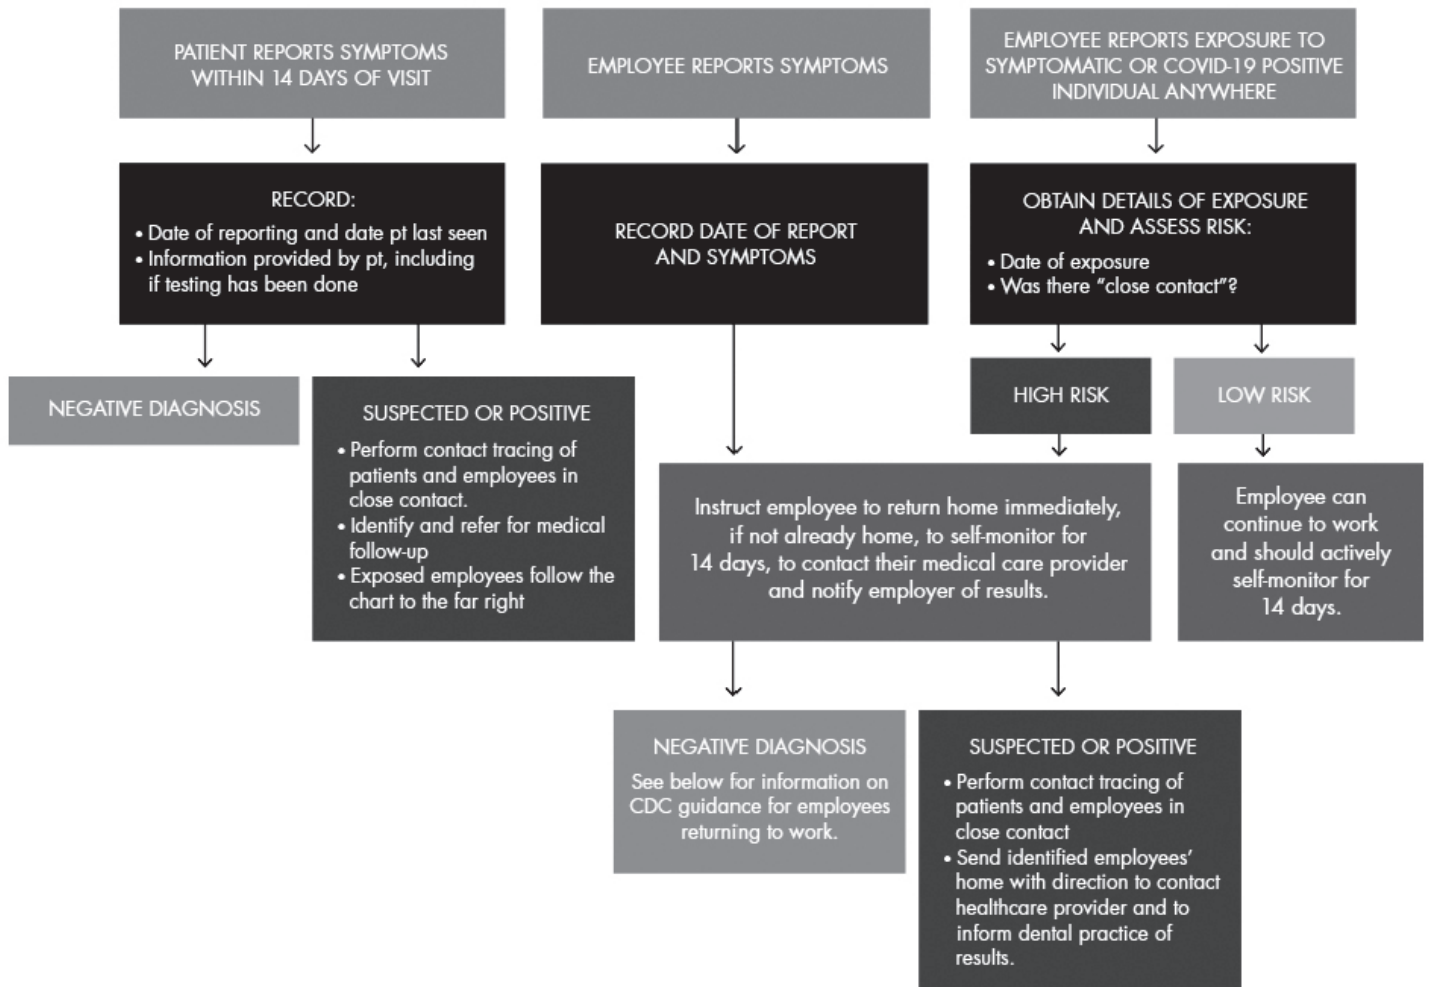 PATIENT REPORTS SYMPTOMS
WITHIN 14 DAYS OF VISIT
EMPLOYEE REPORTS SYMPTOMS
EMPLOYEE REPORTS EXPOSURE TO
SYMPTOMATIC OR COVID-19 POSITIVE
INDIVIDUAL ANYWHERE
RECORD:
• Date of reporting and date pt last seen
• Information provided by pt, including
if testing has been done
RECORD DATE OF REPORT
AND SYMPTOMS
OBTAIN DETAILS OF EXPOSURE
AND ASSESS RISK:
• Date of exposure
• Was there “close contact”?
NEGATIVE DIAGNOSIS
SUSPECTED OR POSITIVE
• Perform contact tracing of
patients and employees in
close contact.
• Identify and refer for medical
follow-up
• Exposed employees follow the
chart to the far right
HIGH RISK
LOW RISK
Instruct employee to return home immediately,
if not already home, to self-monitor for
14 days, to contact their medical care provider
and notify employer of results.
Employee can
continue to work
and should actively
self-monitor for
14 days.
NEGATIVE DIAGNOSIS
See below for information on
CDC guidance for employees
returning to work.
SUSPECTED OR POSITIVE
• Perform contact tracing of
patients and employees in
close contact
• Send identified employees’
home with direction to contact
healthcare provider and to
inform dental practice of
results.